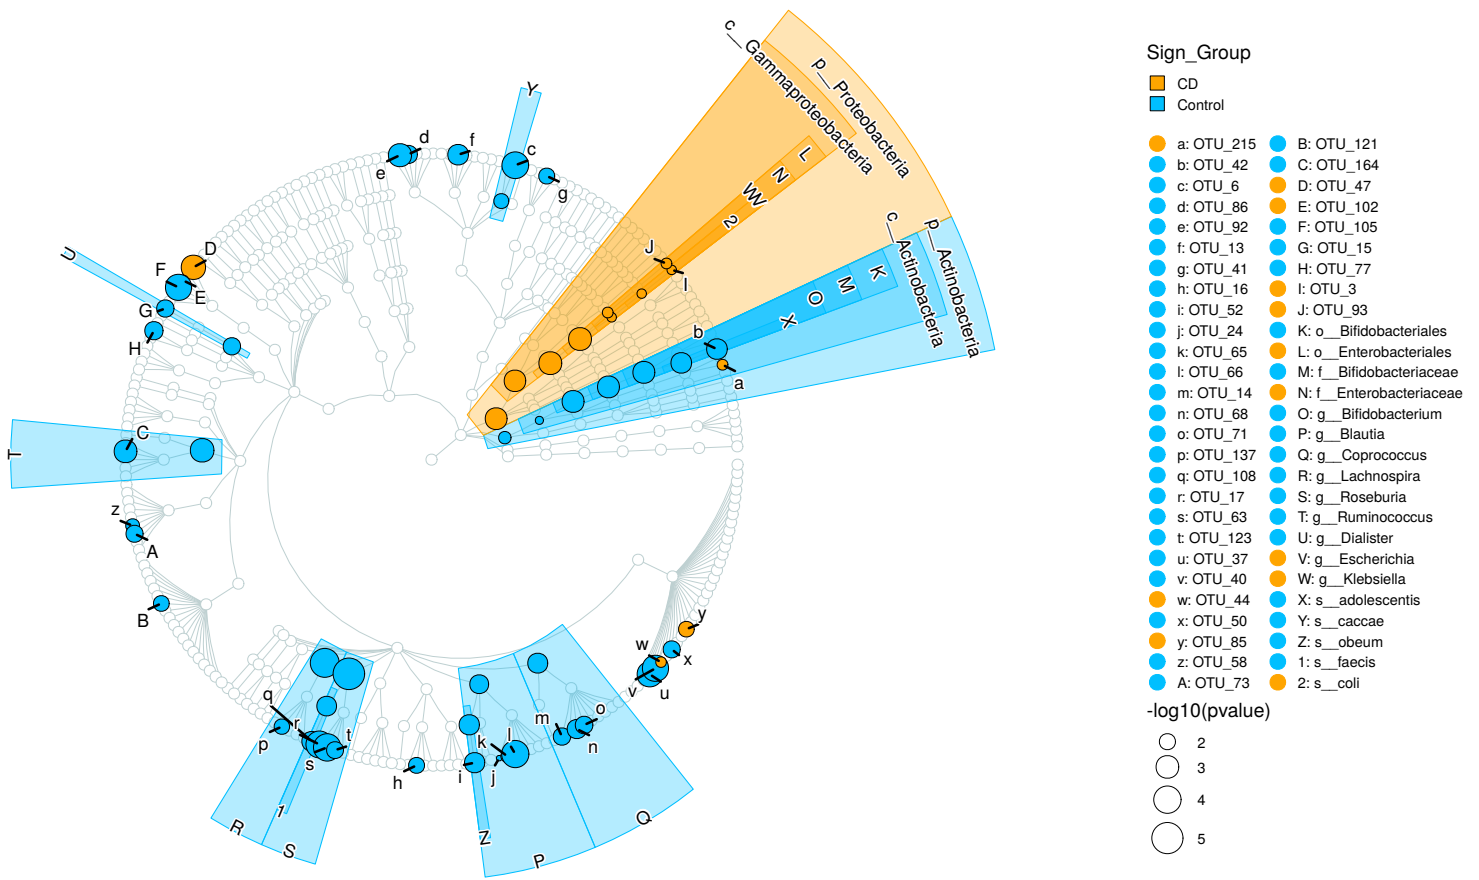 Sign_Group
CD
Control
a: OTU_215
b: OTU_42
c: OTU_6
d: OTU_86
e: OTU_92
f: OTU_13
g: OTU_41
h: OTU_16
i: OTU_52
j: OTU_24
k: OTU_65
l: OTU_66
m: OTU_14
n: OTU_68
o: OTU_71
p: OTU_137
q: OTU_108
r: OTU_17
s: OTU_63
t: OTU_123
u: OTU_37
v: OTU_40
w: OTU_44
x: OTU_50
y: OTU_85
z: OTU_58
A: OTU_73
B: OTU_121
C: OTU_164
D: OTU_47
E: OTU_102
F: OTU_105
G: OTU_15
H: OTU_77
I: OTU_3
J: OTU_93
K: o__Bifidobacteriales
L: o__Enterobacteriales
M: f__Bifidobacteriaceae
N: f__Enterobacteriaceae
O: g__Bifidobacterium
P: g__Blautia
Q: g__Coprococcus
R: g__Lachnospira
S: g__Roseburia
T: g__Ruminococcus
U: g__Dialister
V: g__Escherichia
W: g__Klebsiella
X: s__adolescentis
Y: s__caccae
Z: s__obeum
1: s__faecis
2: s__coli
-log10(pvalue)
2
3
4
5
c__Gammaproteobacteria
p__Proteobacteria
c__Actinobacteria
p__Actinobacteria
L
N
W
V
2
K
M
O
X
J
I
b
a
Y
c
g
f
d
e
D
E
F
G
H
U
T
C
z
A
B
q
r
p
s
t
1
R
S
h
i
j
k
l
Z
P
m
n
o
Q
v
w
u
x
y